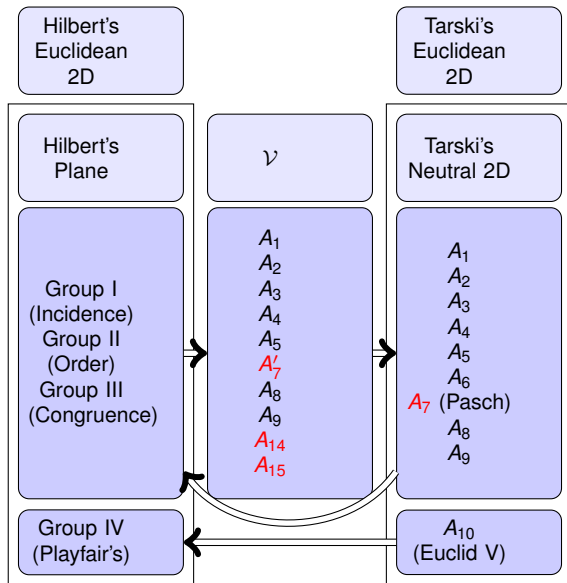 Hilbert's
Euclidean
2D
Tarski's
Euclidean
2D
Hilbert's
Plane
𝒱
Tarski's
Neutral 2D
Group I
(Incidence)
Group II
(Order)
Group III
(Congruence)
A₁
A₂
A₃
A₄
A₅
A′₇
A₈
A₉
A₁₄
A₁₅
A₁
A₂
A₃
A₄
A₅
A₆
A₇ (Pasch)
A₈
A₉
Group IV
(Playfair's)
A₁₀
(Euclid V)